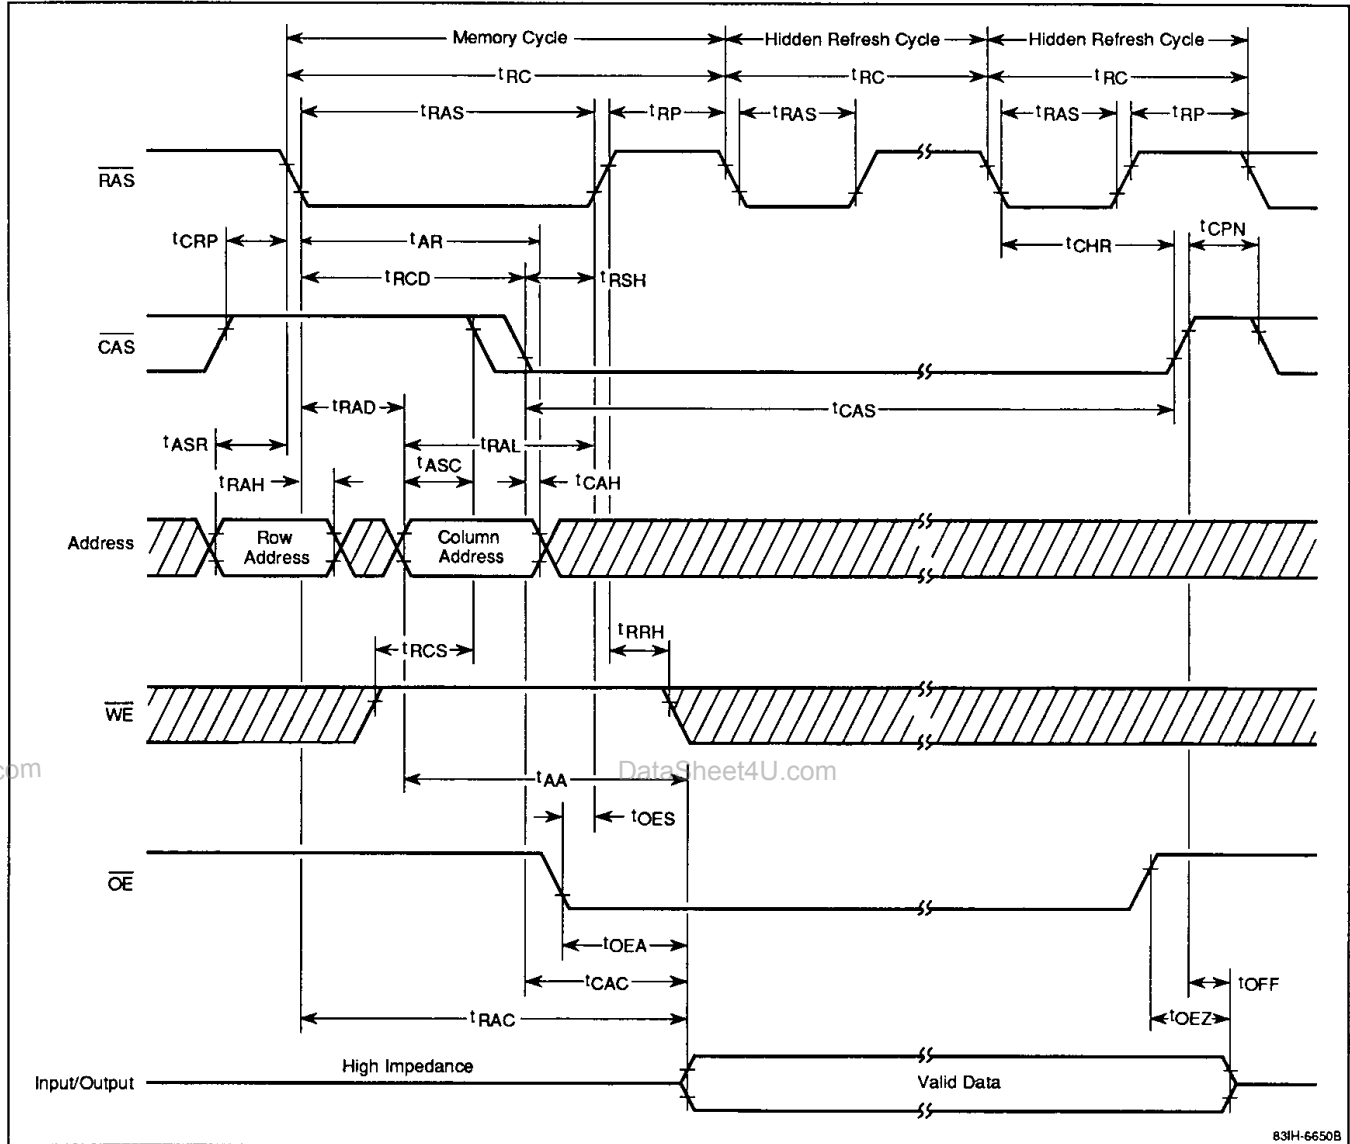 Memory Cycle Hidden Refresh Cycle Hidden Refresh Cycle
tRC tRC tRC
tRAS tRP tRAS tRAS tRP
RAS
tCRP tAR tCHR tCPN
tRCD tRSH
CAS
tRAD tCAS
tASR tRAL
tASC
tRAH tCAH
Address Row Address Column Address
tRRH
tRCS
WE
com DataSheet4U.com
tAA
tOES
OE
tOEA
tCAC tOFF
tRAC tOEZ
High Impedance
Input/Output Valid Data
83IH-6650B